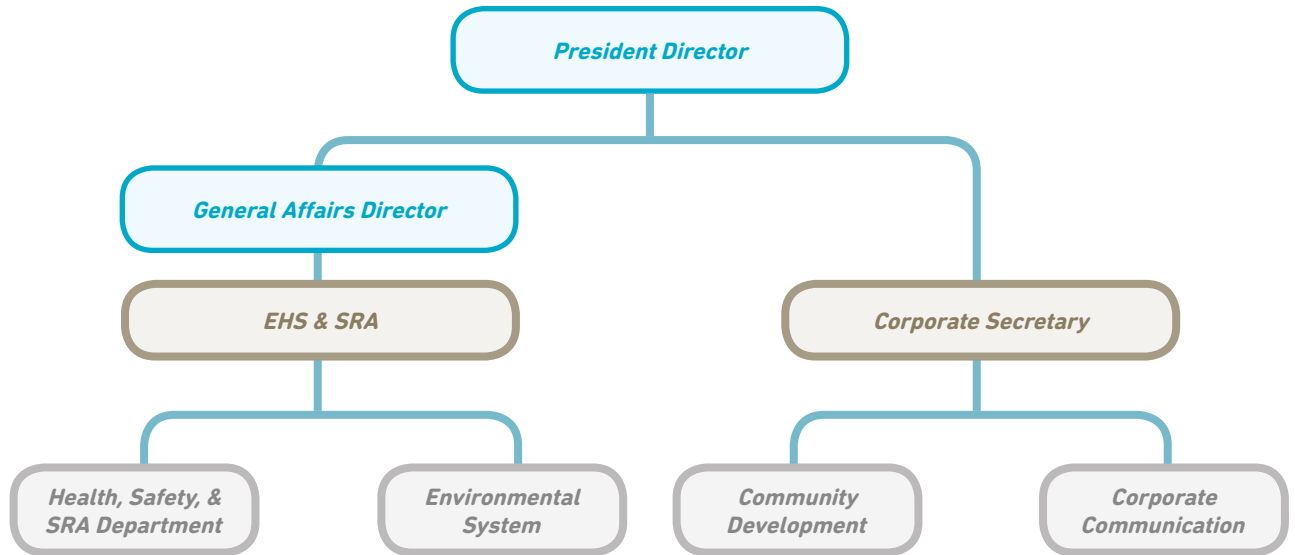 President Director
General Affairs Director
EHS & SRA
Corporate Secretary
Health, Safety, &
SRA Department
Environmental
System
Community
Development
Corporate
Communication